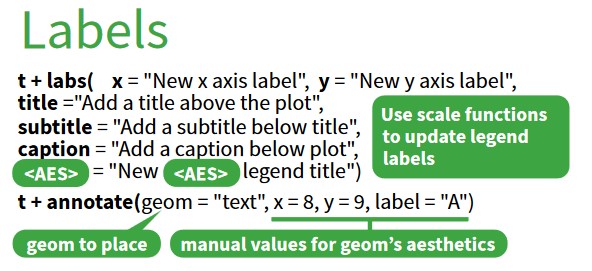 Labels
t + labs( x = "New x axis label", y = "New y axis label",
title ="Add a title above the plot",
subtitle = "Add a subtitle below title",
caption = "Add a caption below plot",
<AES> = "New <AES> legend title")
Use scale functions
to update legend
labels
t + annotate(geom = "text", x = 8, y = 9, label = "A")
geom to place
manual values for geom's aesthetics